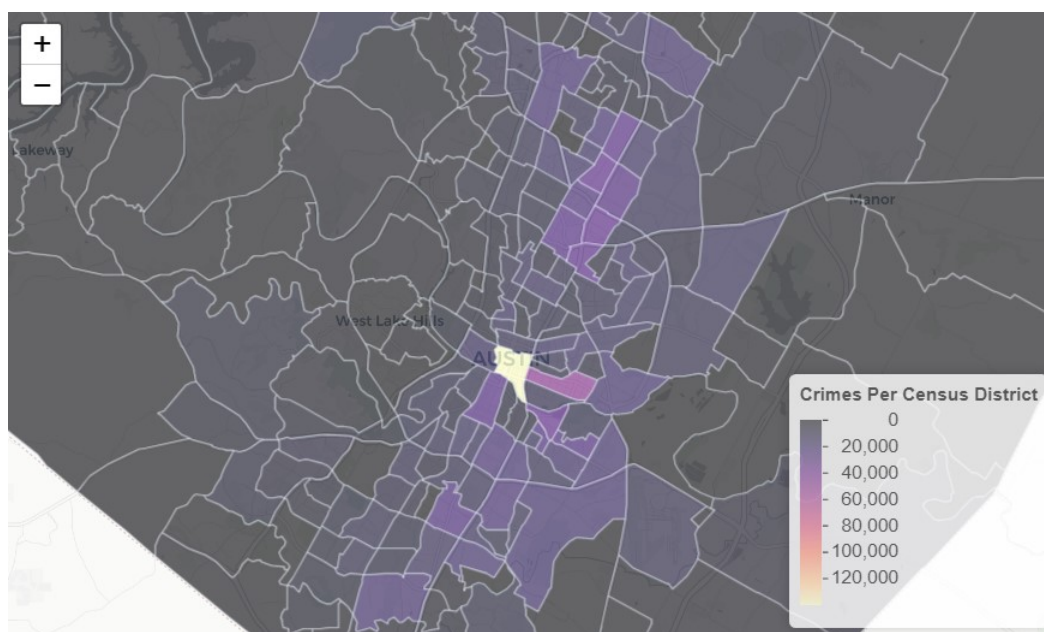 +
−
Lakeway
Manor
West Lake Hills
AUSTIN
Crimes Per Census District
0
20,000
40,000
60,000
80,000
100,000
120,000